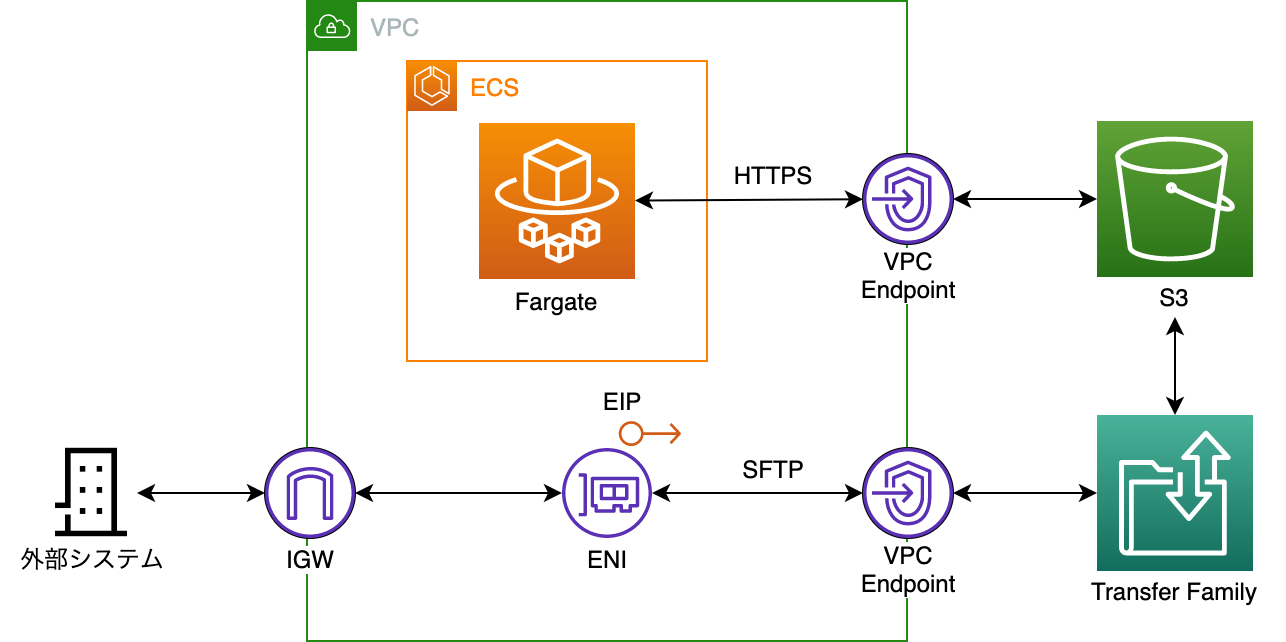 VPC
ECS
HTTPS
Fargate
VPC
Endpoint
S3
EIP
SFTP
外部システム
IGW
ENI
VPC
Endpoint
Transfer Family